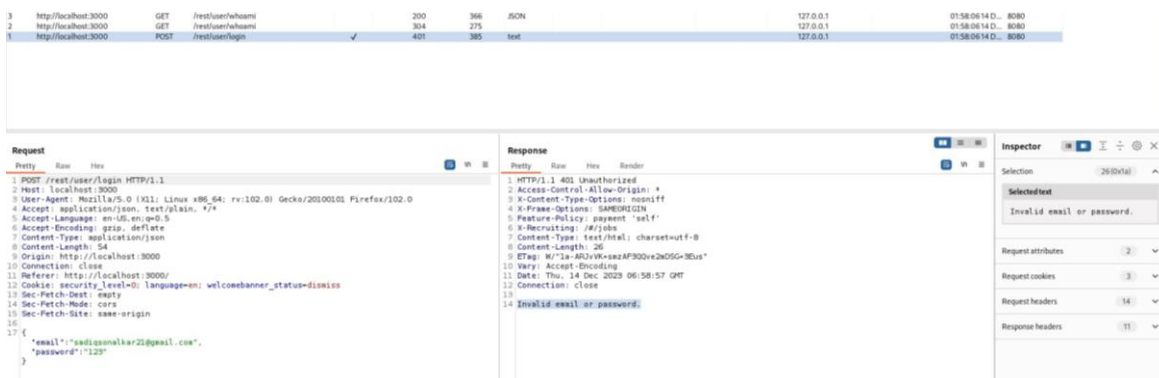 3 http://localhost:3000 GET /rest/user/whoami 200 366 JSON 127.0.0.1 01:58:06 14 D... 8080
2 http://localhost:3000 GET /rest/user/whoami 304 275 127.0.0.1 01:58:06 14 D... 8080
1 http://localhost:3000 POST /rest/user/login ✓ 401 385 text 127.0.0.1 01:58:06 14 D... 8080
Request
Pretty Raw Hex
1 POST /rest/user/login HTTP/1.1
2 Host: localhost:3000
3 User-Agent: Mozilla/5.0 (X11; Linux x86_64; rv:102.0) Gecko/20100101 Firefox/102.0
4 Accept: application/json, text/plain, */*
5 Accept-Language: en-US,en;q=0.5
6 Accept-Encoding: gzip, deflate
7 Content-Type: application/json
8 Content-Length: 54
9 Origin: http://localhost:3000
10 Connection: close
11 Referer: http://localhost:3000/
12 Cookie: security_level=0; language=en; welcomebanner_status=dismiss
13 Sec-Fetch-Dest: empty
14 Sec-Fetch-Mode: cors
15 Sec-Fetch-Site: same-origin
16
17 {
"email":"sadiqsonalkar21@gmail.com",
"password":"123"
}
Response
Pretty Raw Hex Render
1 HTTP/1.1 401 Unauthorized
2 Access-Control-Allow-Origin: *
3 X-Content-Type-Options: nosniff
4 X-Frame-Options: SAMEORIGIN
5 Feature-Policy: payment 'self'
6 X-Recruiting: /#/jobs
7 Content-Type: text/html; charset=utf-8
8 Content-Length: 26
9 ETag:
10 Vary: Accept-Encoding
11 Date: Thu, 14 Dec 2023 06:58:57 GMT
12 Connection: close
13
14 Invalid email or password.
Inspector
Selection 26 (0x1a)
Selected text
Invalid email or password.
Request attributes 2
Request cookies 3
Request headers 14
Response headers 11